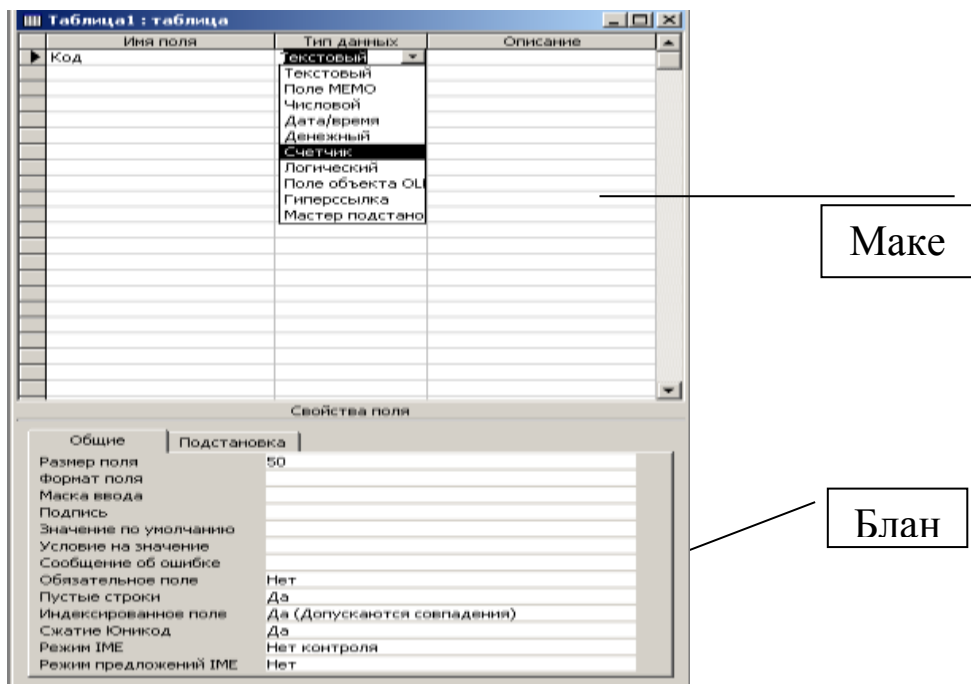 Таблица1 : таблица
Имя поля Тип данных Описание
Код Текстовый
Текстовый
Поле MEMO
Числовой
Дата/время
Денежный
Счетчик
Логический
Поле объекта OLI
Гиперссылка
Мастер подстано
Маке
Свойства поля
Общие Подстановка
Размер поля 50
Формат поля
Маска ввода
Подпись
Значение по умолчанию
Условие на значение
Сообщение об ошибке
Обязательное поле Нет
Пустые строки Да
Индексированное поле Да (Допускаются совпадения)
Сжатие Юникод Да
Режим IME Нет контроля
Режим предложений IME Нет
Блан